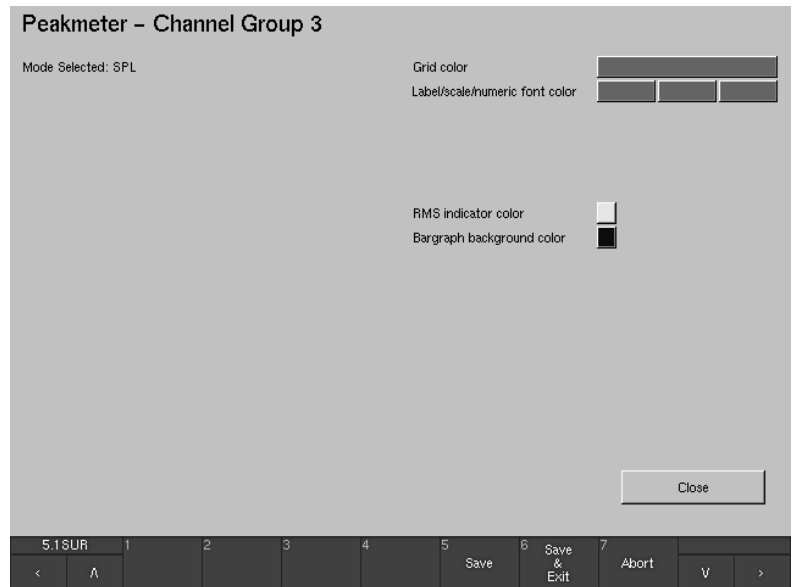 Peakmeter – Channel Group 3
Mode Selected: SPL
Grid color
Label/scale/numeric font color
RMS indicator color
Bargraph background color
Close
5.1SUR
1
2
3
4
5
Save
6
Save
&
Exit
7
Abort
<
Λ
V
>